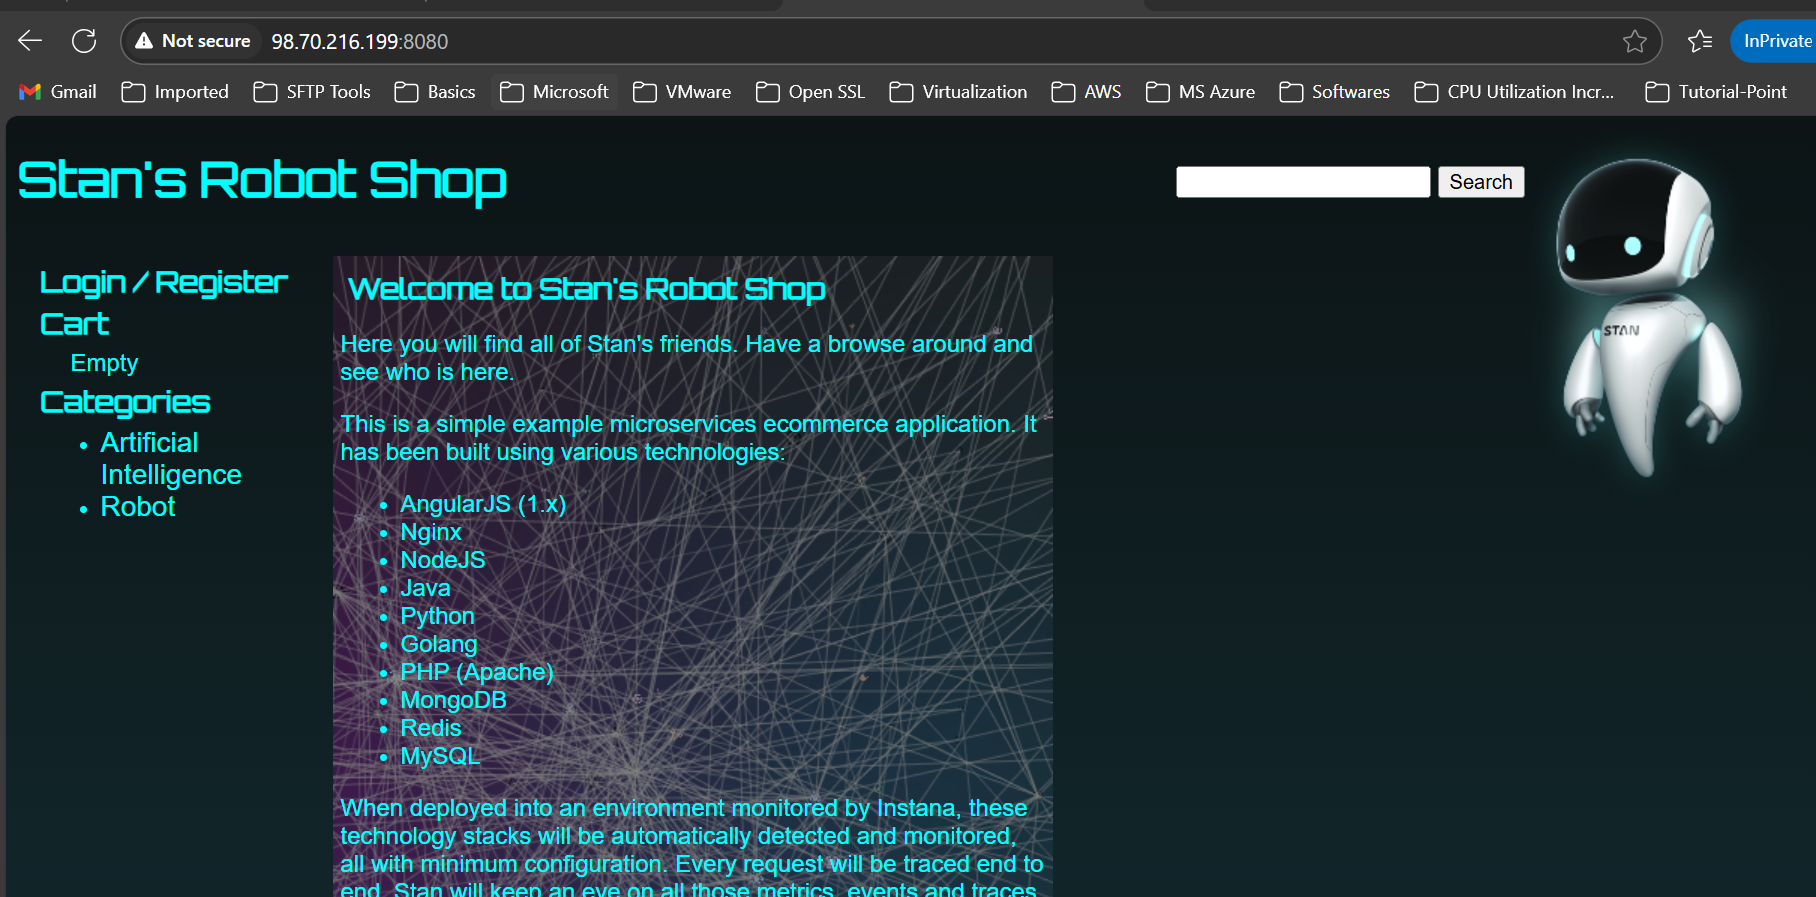 Not secure 98.70.216.199:8080
InPrivate
Gmail Imported SFTP Tools Basics Microsoft VMware Open SSL Virtualization AWS MS Azure Softwares CPU Utilization Incr... Tutorial-Point
Stan's Robot Shop
Search
Login / Register
Cart
Empty
Categories
Artificial
Intelligence
Robot
Welcome to Stan's Robot Shop
Here you will find all of Stan's friends. Have a browse around and
see who is here.
This is a simple example microservices ecommerce application. It
has been built using various technologies:
AngularJS (1.x)
Nginx
NodeJS
Java
Python
Golang
PHP (Apache)
MongoDB
Redis
MySQL
When deployed into an environment monitored by Instana, these
technology stacks will be automatically detected and monitored,
all with minimum configuration. Every request will be traced end to
end. Stan will keep an eye on all those metrics, events and traces
STAN